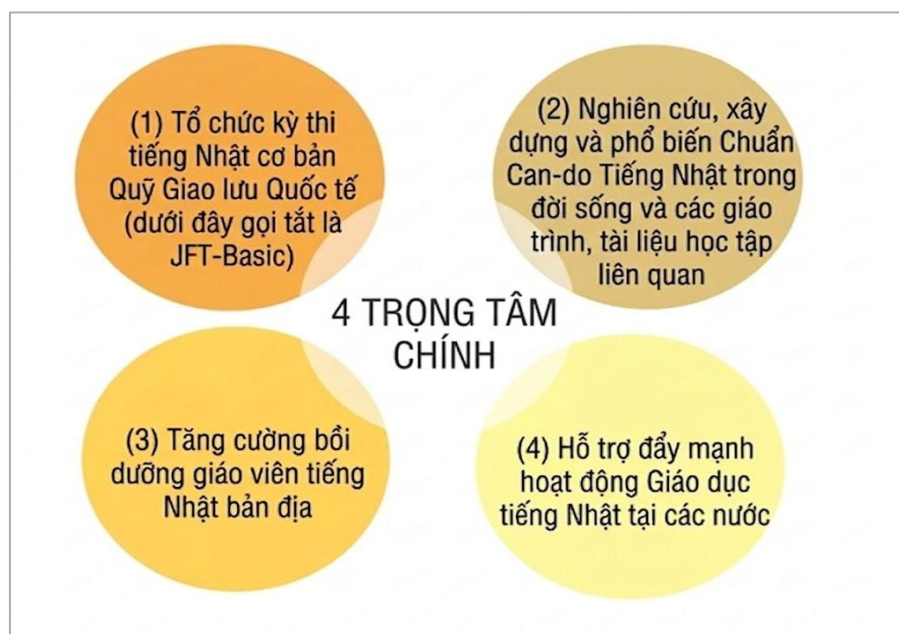 (1) Tổ chức kỳ thi
tiếng Nhật cơ bản
Quỹ Giao lưu Quốc tế
(dưới đây gọi tắt là
JFT-Basic)
(2) Nghiên cứu, xây
dựng và phổ biến Chuẩn
Can-do Tiếng Nhật trong
đời sống và các giáo
trình, tài liệu học tập
liên quan
4 TRỌNG TÂM
CHÍNH
(3) Tăng cường bồi
dưỡng giáo viên tiếng
Nhật bản địa
(4) Hỗ trợ đẩy mạnh
hoạt động Giáo dục
tiếng Nhật tại các nước